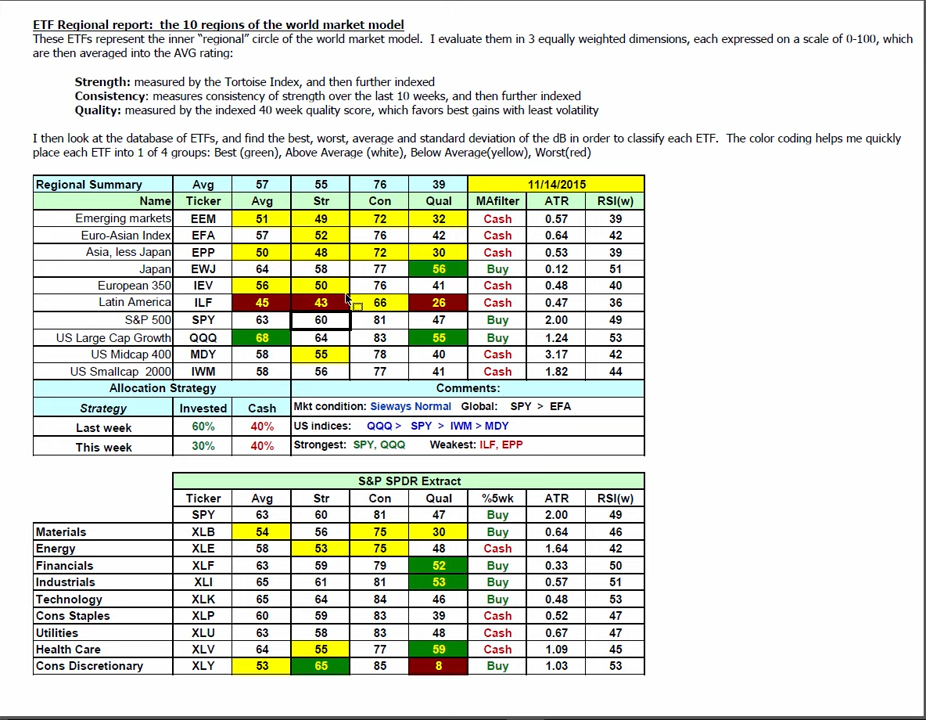 ETF Regional report: the 10 regions of the world market model
These ETFs represent the inner "regional" circle of the world market model. I evaluate them in 3 equally weighted dimensions, each expressed on a scale of 0-100, which
are then averaged into the AVG rating:
Strength: measured by the Tortoise Index, and then further indexed
Consistency: measures consistency of strength over the last 10 weeks, and then further indexed
Quality: measured by the indexed 40 week quality score, which favors best gains with least volatility
I then look at the database of ETFs, and find the best, worst, average and standard deviation of the dB in order to classify each ETF. The color coding helps me quickly
place each ETF into 1 of 4 groups: Best (green), Above Average (white), Below Average(yellow), Worst(red)
Regional Summary Avg 57 55 76 39 11/14/2015
Name Ticker Avg Str Con Qual MAfilter ATR RSI(w)
Emerging markets EEM 51 49 72 32 Cash 0.57 39
Euro-Asian Index EFA 57 52 76 42 Cash 0.64 42
Asia, less Japan EPP 50 48 72 30 Cash 0.53 39
Japan EWJ 64 58 77 56 Buy 0.12 51
European 350 IEV 56 50 76 41 Cash 0.48 40
Latin America ILF 45 43 66 26 Cash 0.47 36
S&P 500 SPY 63 60 81 47 Buy 2.00 49
US Large Cap Growth QQQ 68 64 83 55 Buy 1.24 53
US Midcap 400 MDY 58 55 78 40 Cash 3.17 42
US Smallcap 2000 IWM 58 56 77 41 Cash 1.82 44
Allocation Strategy Comments:
Strategy Invested Cash Mkt condition: Sieways Normal Global: SPY > EFA
Last week 60% 40% US indices: QQQ > SPY > IWM > MDY
This week 30% 40% Strongest: SPY, QQQ Weakest: ILF, EPP
S&P SPDR Extract
Ticker Avg Str Con Qual %5wk ATR RSI(w)
SPY 63 60 81 47 Buy 2.00 49
Materials XLB 54 56 75 30 Buy 0.64 46
Energy XLE 58 53 75 48 Cash 1.64 42
Financials XLF 63 59 79 52 Buy 0.33 50
Industrials XLI 65 61 81 53 Buy 0.57 51
Technology XLK 65 64 84 46 Buy 0.48 53
Cons Staples XLP 60 59 83 39 Cash 0.52 47
Utilities XLU 63 58 83 48 Cash 0.67 47
Health Care XLV 64 55 77 59 Cash 1.09 45
Cons Discretionary XLY 53 65 85 8 Buy 1.03 53